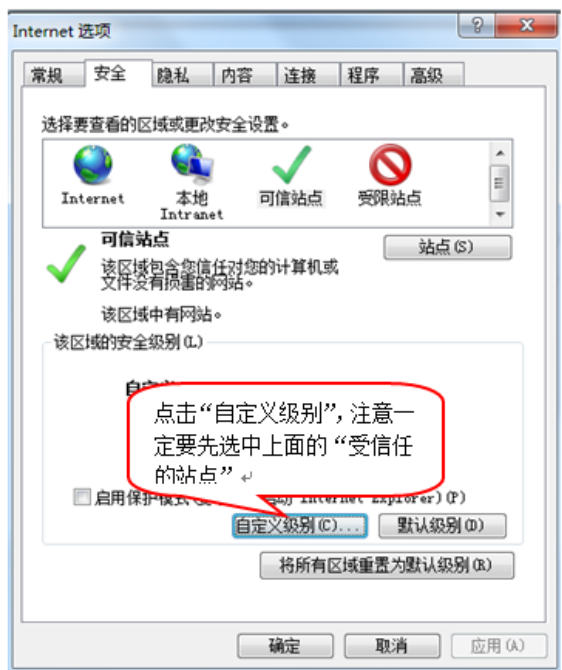 Internet 选项
常规 安全 隐私 内容 连接 程序 高级
选择要查看的区域或更改安全设置。
Internet 本地 Intranet 可信站点 受限站点
可信站点
站点(S)
该区域包含您信任对您的计算机或
文件没有损害的网站。
该区域中有网站。
该区域的安全级别(L)
点击“自定义级别”，注意一
定要先选中上面的“受信任
的站点”
启用保护模式 Internet Explorer)(P)
自定义级别(C)... 默认级别(D)
将所有区域重置为默认级别(R)
确定 取消 应用(A)